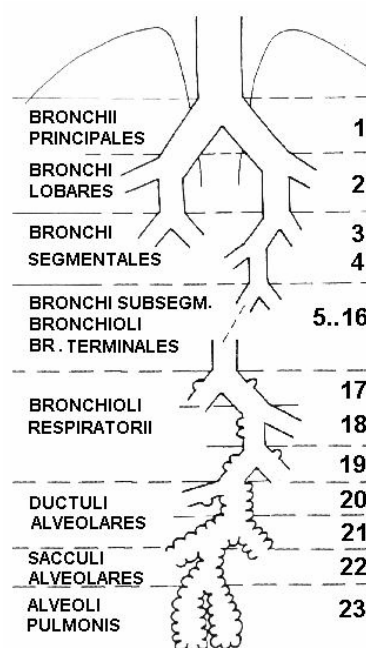 BRONCHII
PRINCIPALES
1
BRONCHI
LOBARES
2
BRONCHI
3
SEGMENTALES
4
BRONCHI SUBSEGM.
BRONCHIOLI
5..16
BR. TERMINALES
17
BRONCHIOLI
RESPIRATORII
18
19
DUCTULI
20
ALVEOLARES
21
SACCULI
ALVEOLARES
22
ALVEOLI
PULMONIS
23